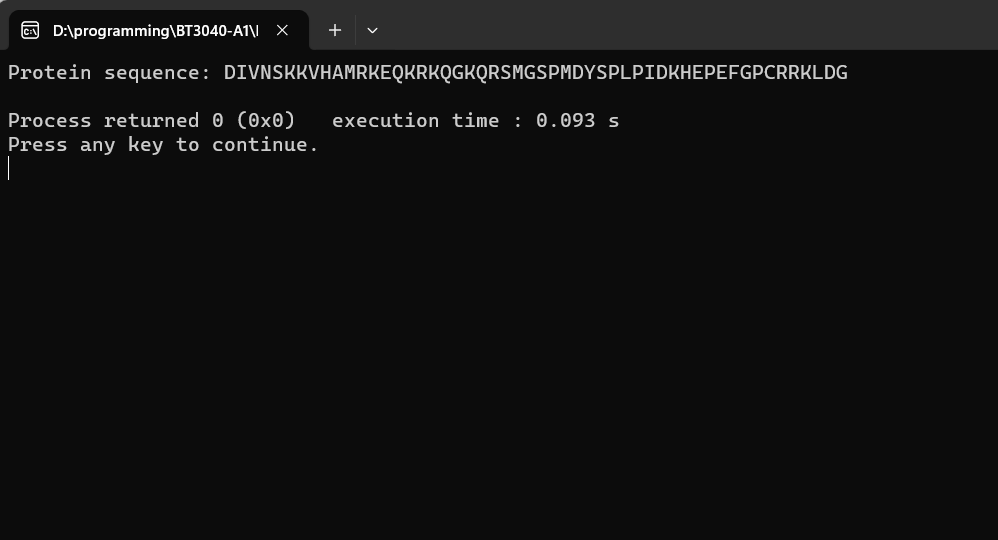 D:\programming\BT3040-A1\
Protein sequence: DIVNSKKVHAMRKEQKRKQGKQRSMGSPMDYSPLPIDKHEPEFGPCRRKLDG
Process returned 0 (0x0)   execution time : 0.093 s
Press any key to continue.